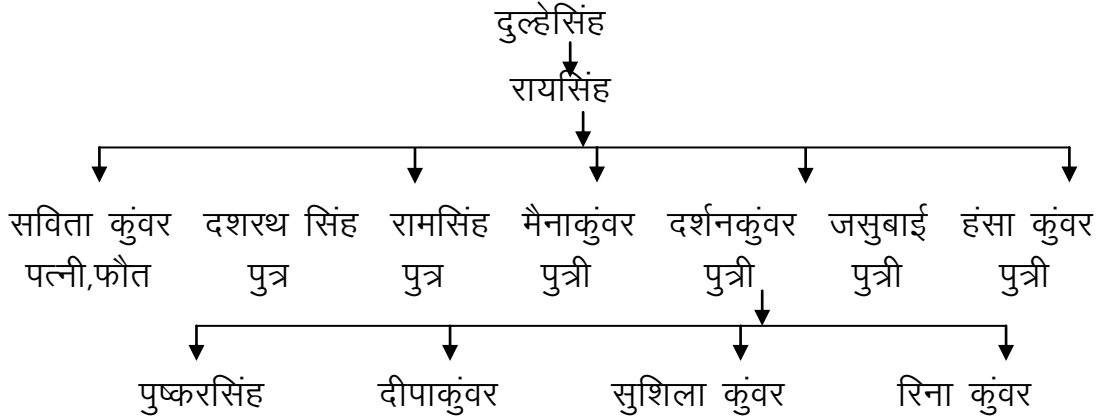 दुल्हेसिंह
रायसिंह
सविता कुंवर दशरथ सिंह रामसिंह मैनाकुंवर दर्शनकुंवर जसुबाई हंसा कुंवर
पत्नी,फौत पुत्र पुत्र पुत्री पुत्री पुत्री पुत्री
पुष्करसिंह दीपाकुंवर सुशिला कुंवर रिना कुंवर